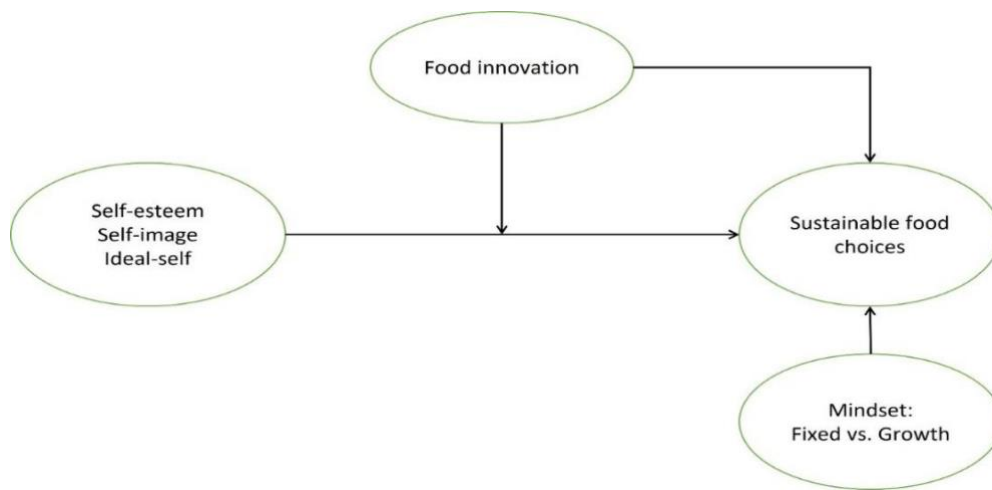 Food innovation
Self-esteem
Self-image
Ideal-self
Sustainable food
choices
Mindset:
Fixed vs. Growth